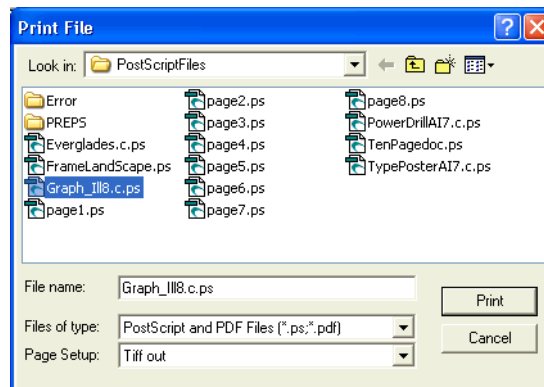 Print File
Look in: PostScriptFiles
Error page2.ps page8.ps
PREPS page3.ps PowerDrillAI7.c.ps
Everglades.c.ps page4.ps TenPagedoc.ps
FrameLandScape.ps page5.ps TypePosterAI7.c.ps
Graph_Ill8.c.ps page6.ps
page1.ps page7.ps
File name: Graph_Ill8.c.ps
Print
Files of type: PostScript and PDF Files (*.ps;*.pdf)
Cancel
Page Setup: Tiff out